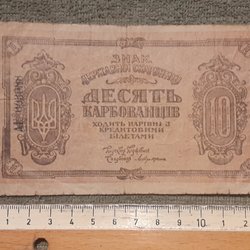 ЗНАК
ДЕРЖАВНОЇ СКАРБНИЦІ
ДЕСЯТЬ
КАРБОВАНЦІВ
ХОДИТЬ НАРІВНІ З
КРЕДИТОВИМИ
БІЛЕТАМИ
10
1 2 3 4 5 6 7 8 9 10